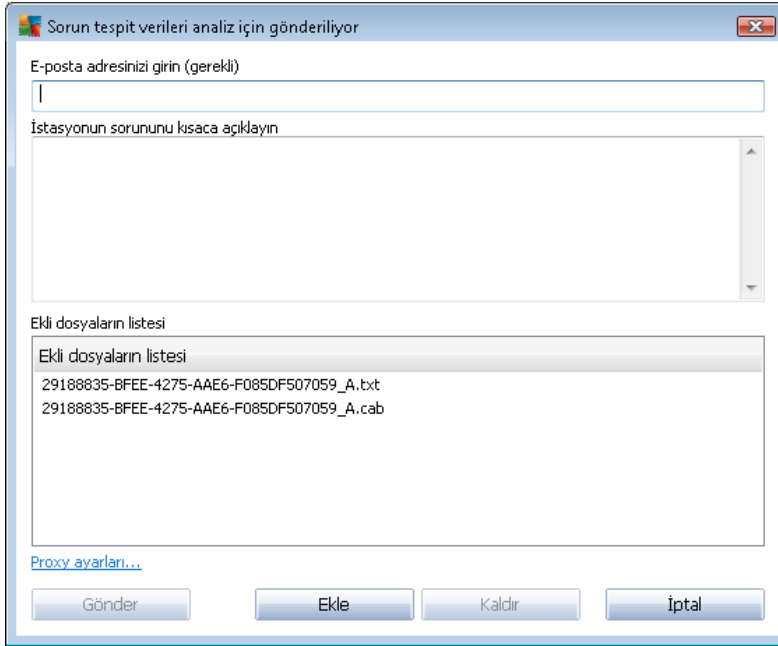 Sorun tespit verileri analiz için gönderiliyor
E-posta adresinizi girin (gerekli)
İstasyonun sorununu kısaca açıklayın
Ekli dosyaların listesi
Ekli dosyaların listesi
29188835-BFEE-4275-AAE6-F085DF507059_A.txt
29188835-BFEE-4275-AAE6-F085DF507059_A.cab
Proxy ayarları...
Gönder Ekle Kaldır İptal